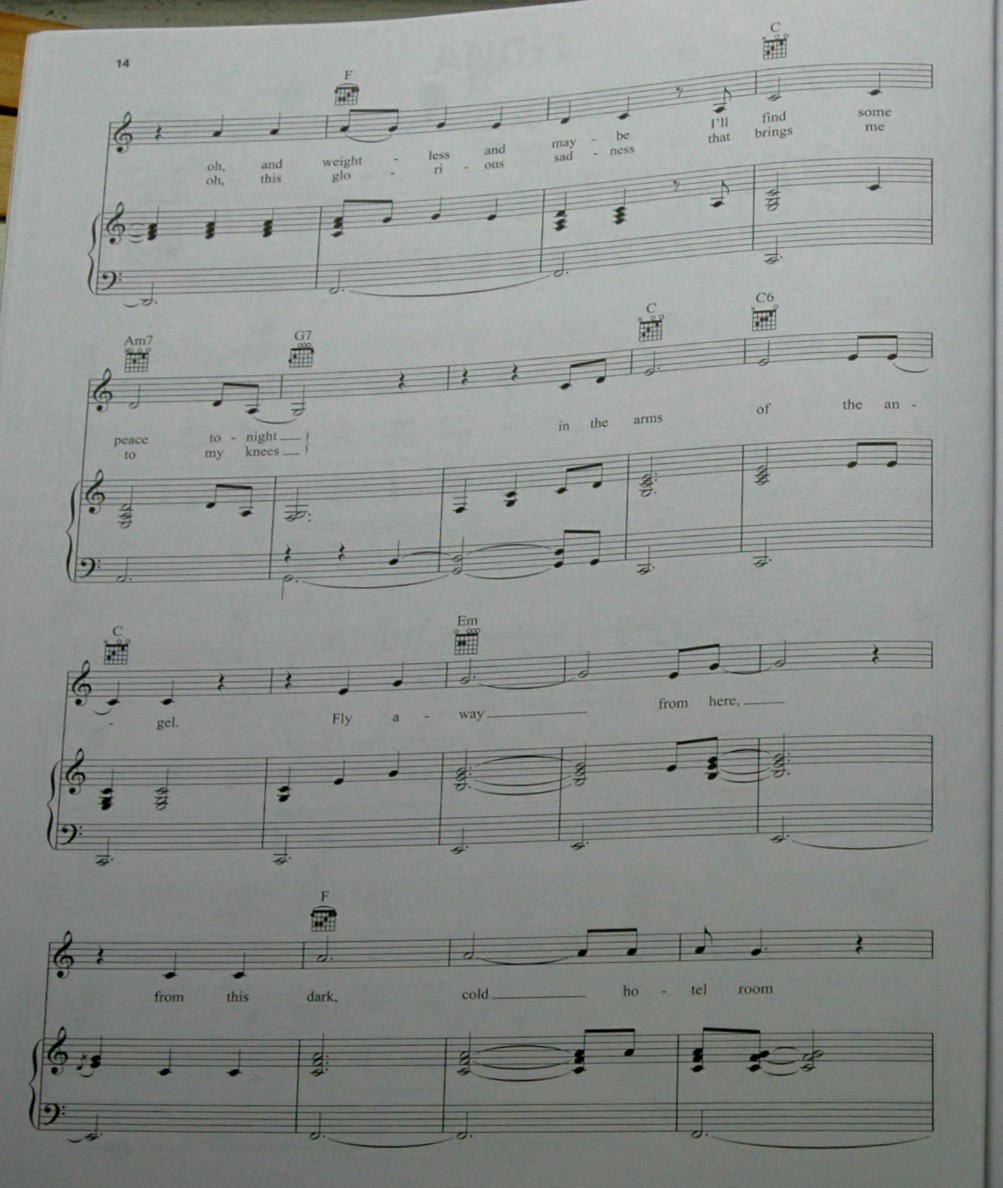 14
F
C
oh, and weight - less and may - be I'll find some
oh, this glo - ri - ous sad - ness that brings me
Am7
G7
C
C6
peace to - night in the arms of the an -
to my knees
C
Em
- gel. Fly a - way from here,
F
from this dark, cold ho - tel room